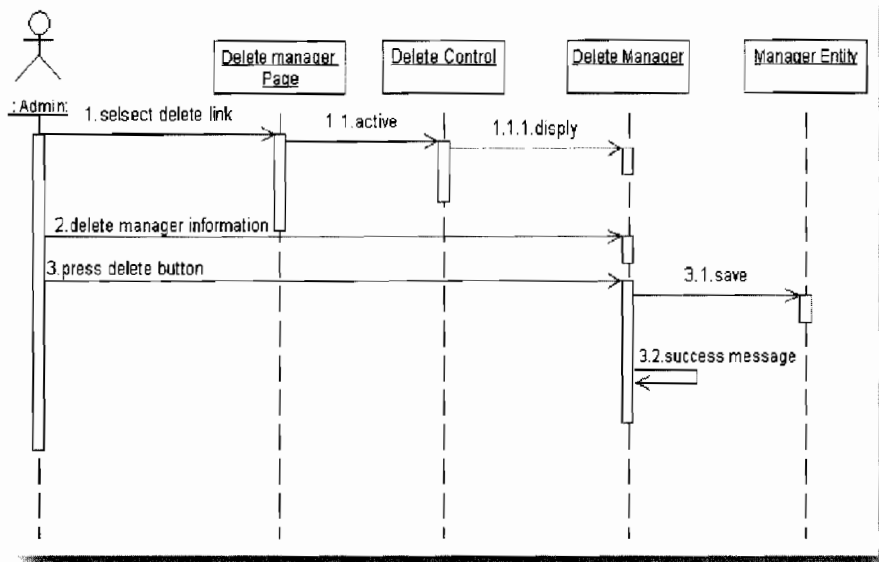 Delete manager
Page
Delete Control
Delete Manager
Manager Entity
:Admin:
1.selsect delete link
1 1.active
1.1.1.disply
2.delete manager information
3.press delete button
3.1.save
3.2.success message